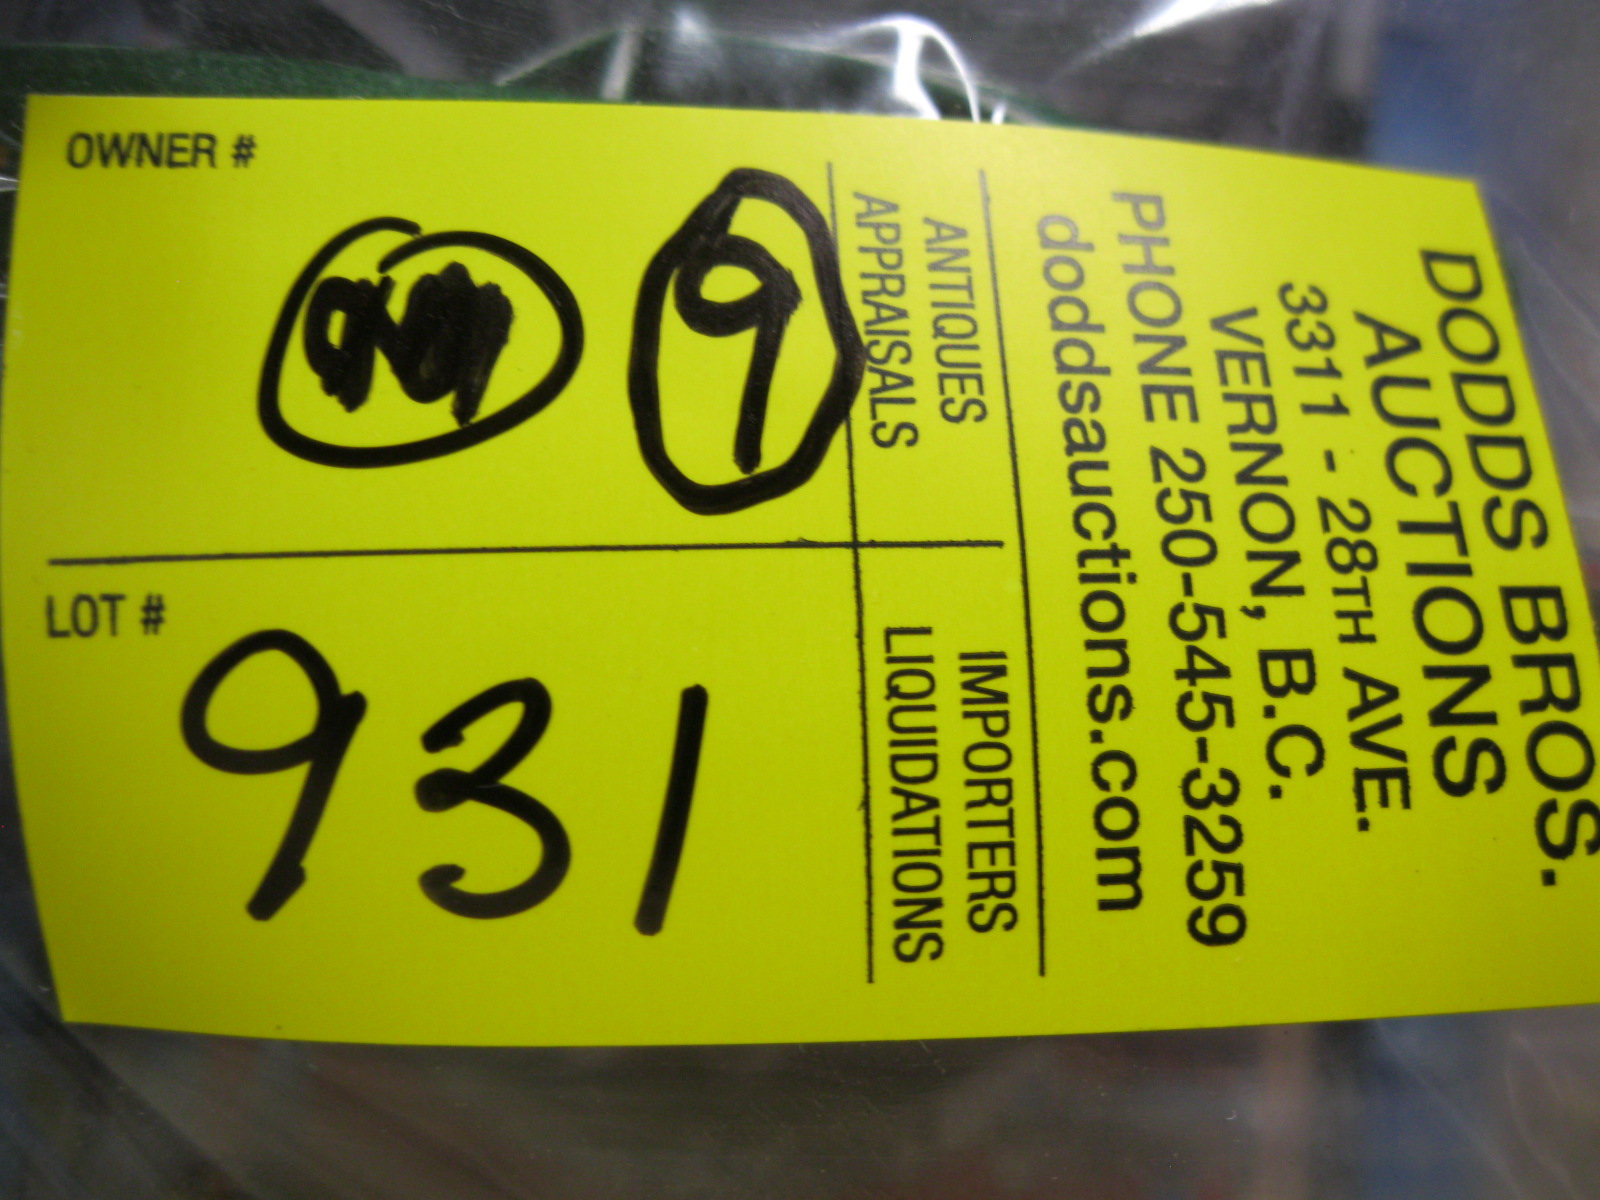 DODDS BROS.
AUCTIONS
3311 - 28TH AVE.
VERNON, B.C.
PHONE 250-545-3259
doddsauctions.com
ANTIQUES
APPRAISALS
IMPORTERS
LIQUIDATIONS
OWNER #
9
LOT #
931